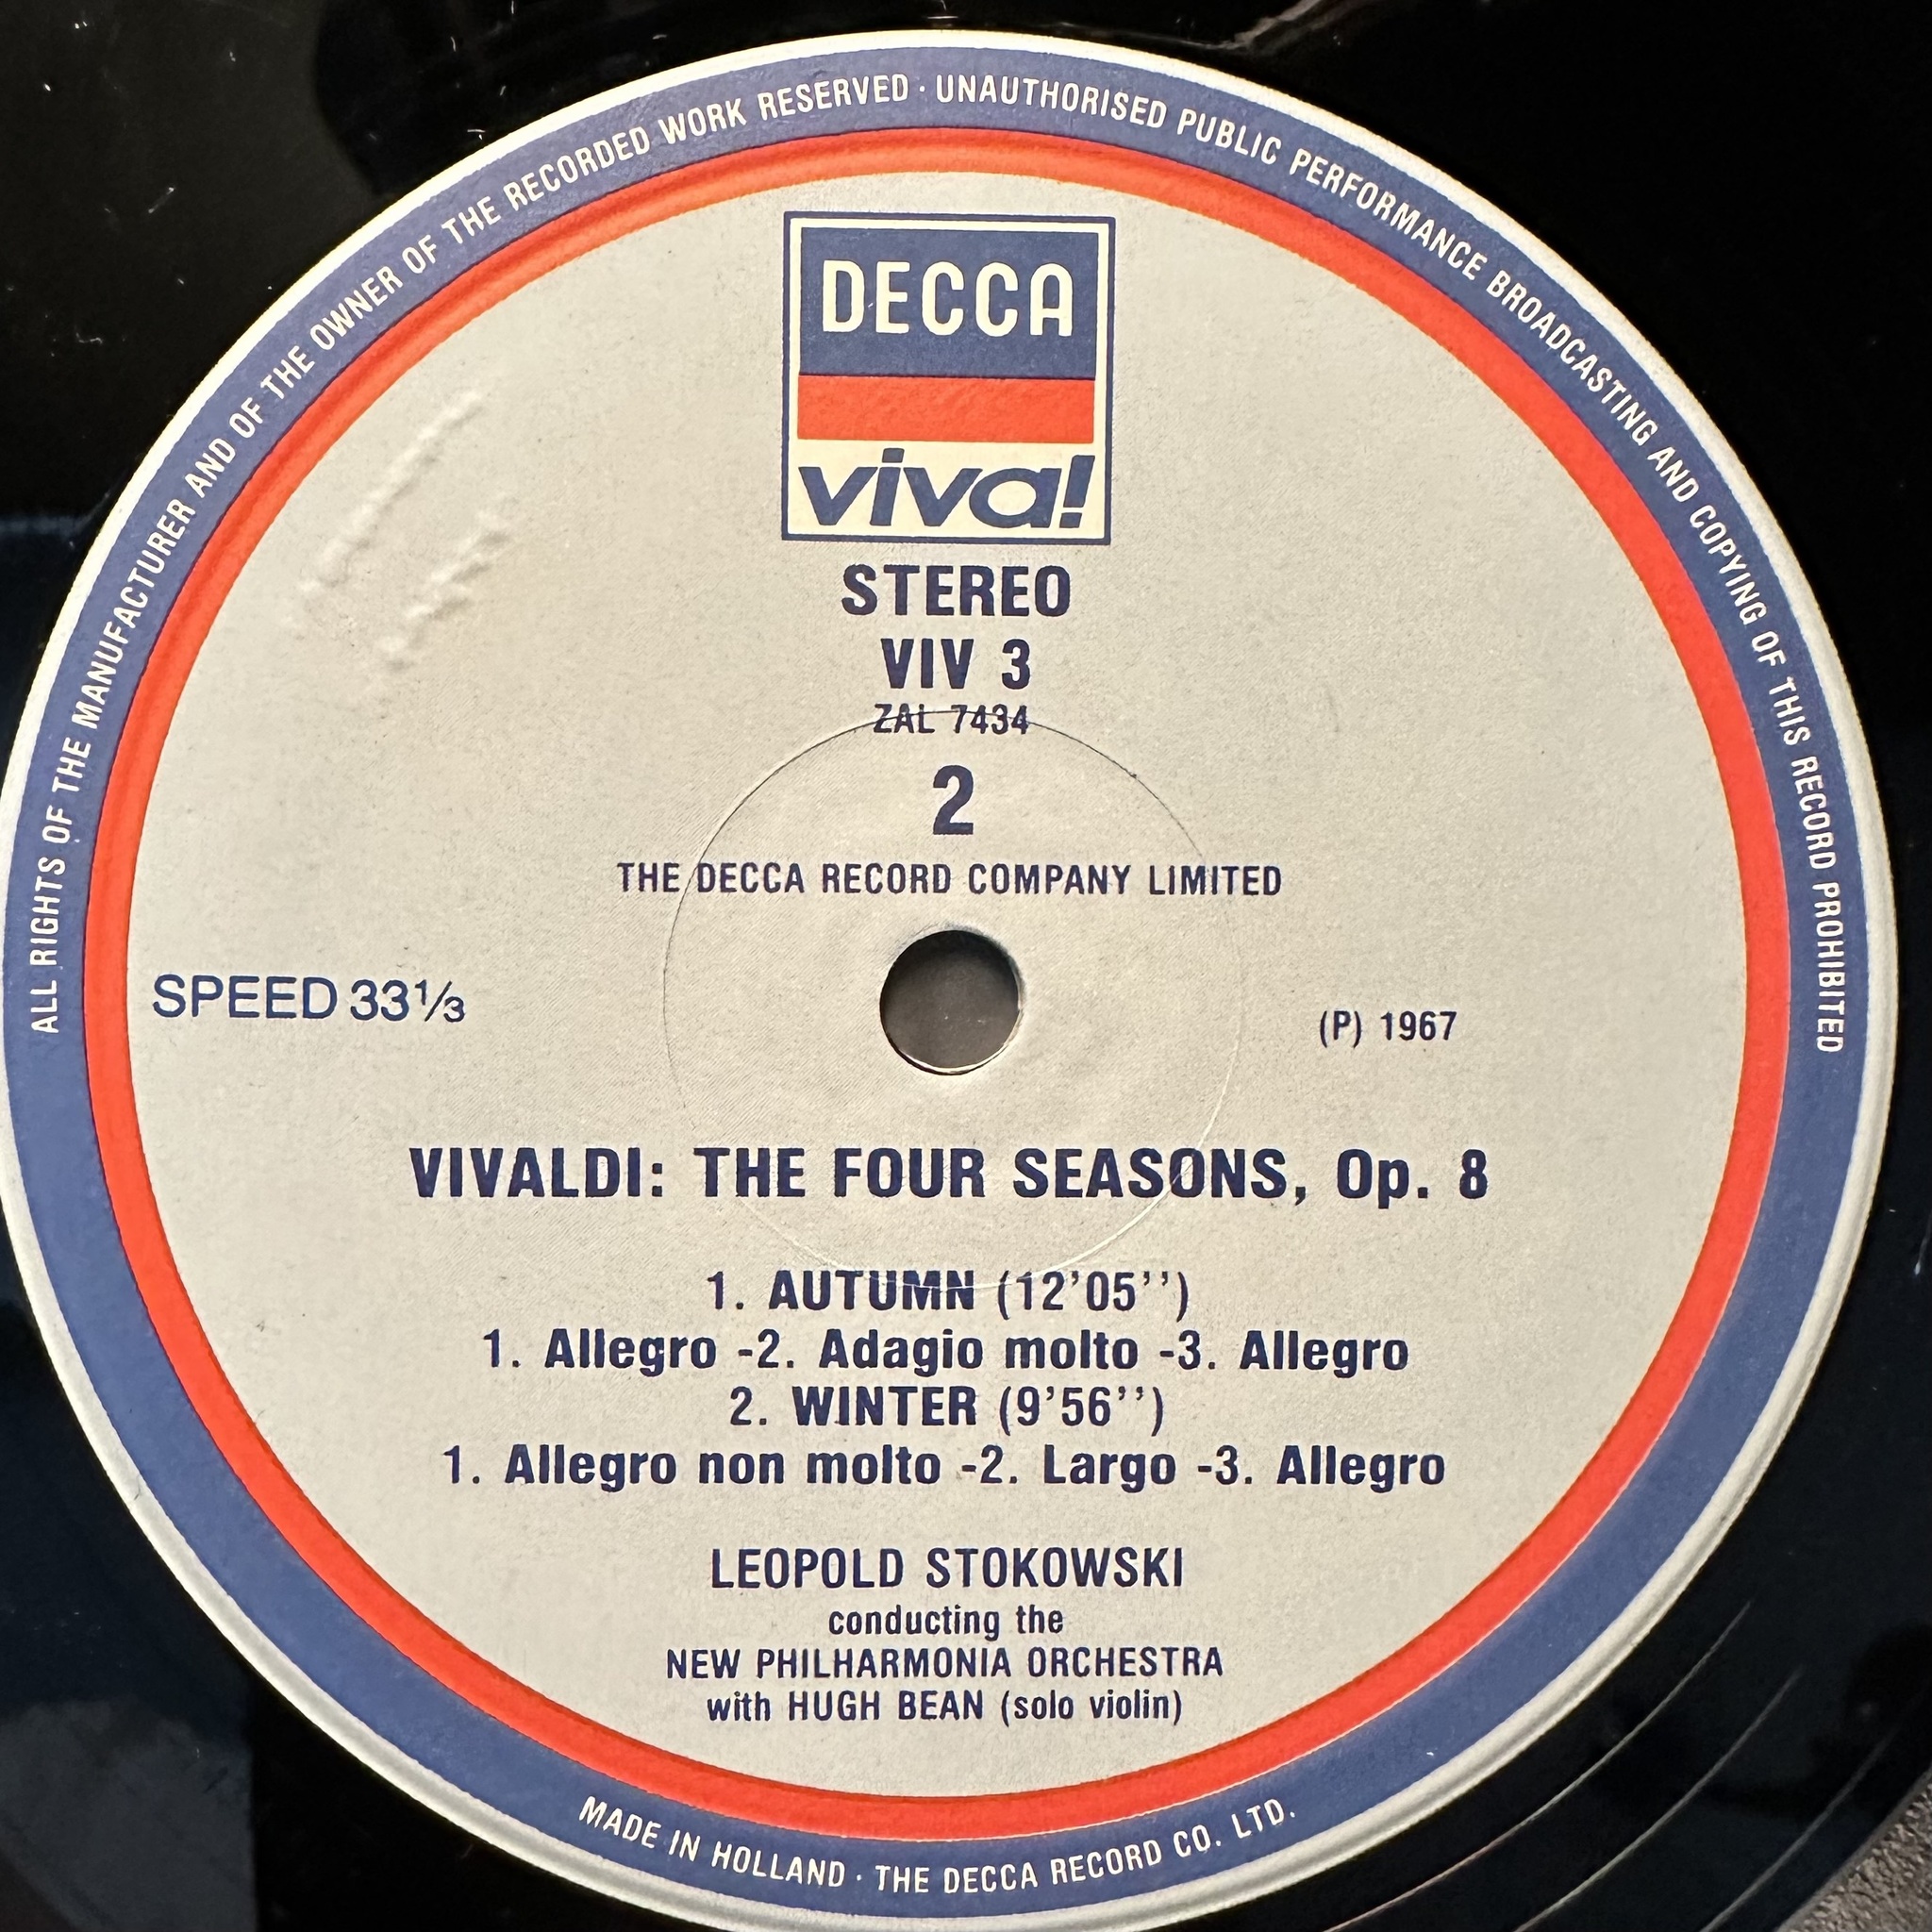 ALL RIGHTS OF THE MANUFACTURER AND OF THE OWNER OF THE RECORDED WORK RESERVED · UNAUTHORISED PUBLIC PERFORMANCE BROADCASTING AND COPYING OF THIS RECORD PROHIBITED
DECCA
viva!
STEREO
VIV 3
ZAL 7434
2
THE DECCA RECORD COMPANY LIMITED
SPEED 33⅓
(P) 1967
VIVALDI: THE FOUR SEASONS, Op. 8
1. AUTUMN (12'05'')
1. Allegro -2. Adagio molto -3. Allegro
2. WINTER (9'56'')
1. Allegro non molto -2. Largo -3. Allegro
LEOPOLD STOKOWSKI
conducting the
NEW PHILHARMONIA ORCHESTRA
with HUGH BEAN (solo violin)
MADE IN HOLLAND · THE DECCA RECORD CO. LTD.